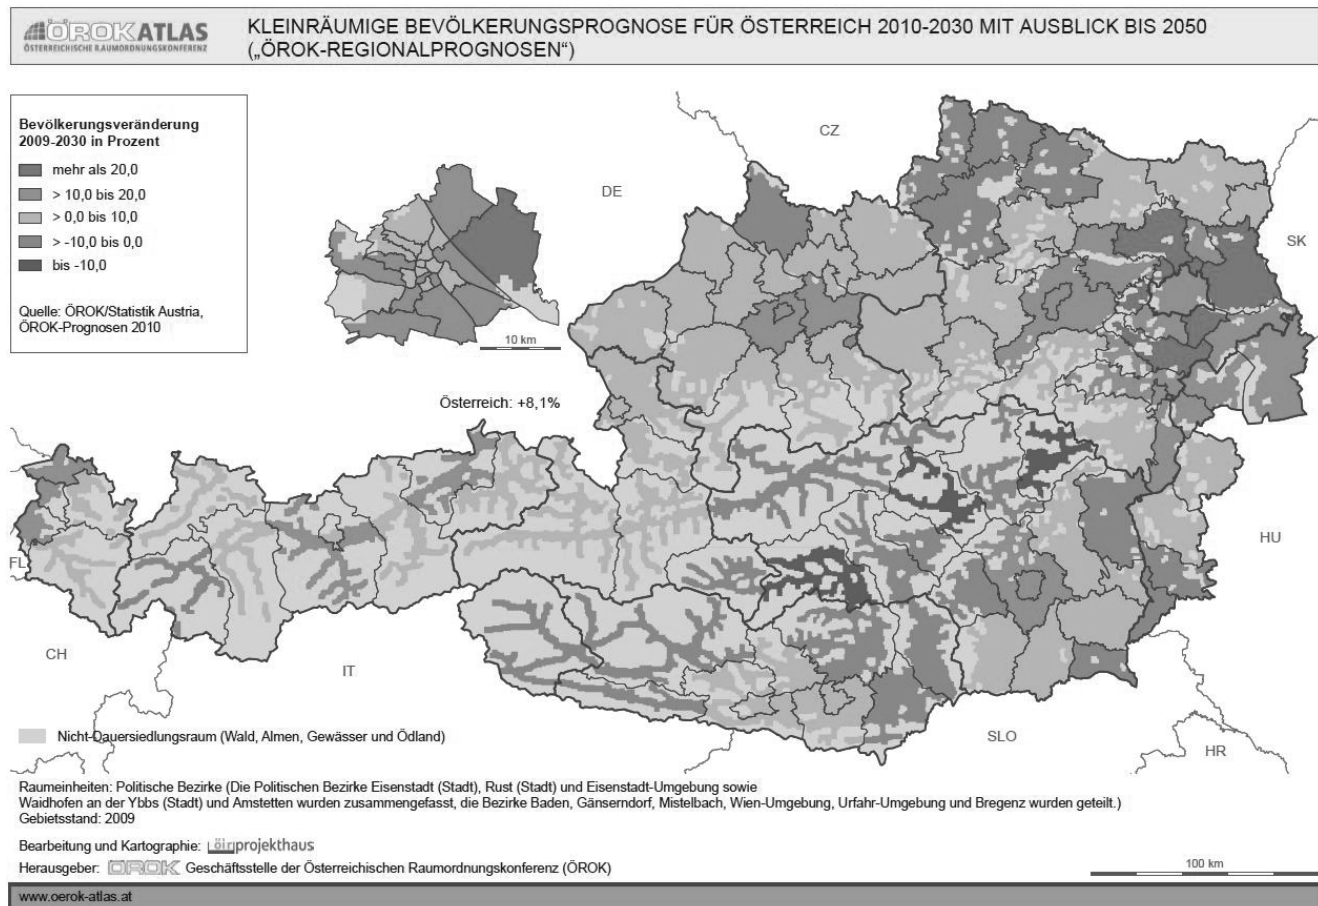 ÖROK ATLAS
ÖSTERREICHISCHE RAUMORDNUNGSKONFERENZ
KLEINRÄUMIGE BEVÖLKERUNGSPROGNOSE FÜR ÖSTERREICH 2010-2030 MIT AUSBLICK BIS 2050
(„ÖROK-REGIONALPROGNOSEN“)
Bevölkerungsveränderung
2009-2030 in Prozent
mehr als 20,0
> 10,0 bis 20,0
> 0,0 bis 10,0
> -10,0 bis 0,0
bis -10,0
Quelle: ÖROK/Statistik Austria,
ÖROK-Prognosen 2010
10 km
Österreich: +8,1%
CZ
DE
SK
HU
FL
CH
IT
SLO
HR
Nicht-Dauersiedlungsraum (Wald, Almen, Gewässer und Ödland)
Raumeinheiten: Politische Bezirke (Die Politischen Bezirke Eisenstadt (Stadt), Rust (Stadt) und Eisenstadt-Umgebung sowie
Waidhofen an der Ybbs (Stadt) und Amstetten wurden zusammengefasst, die Bezirke Baden, Gänserndorf, Mistelbach, Wien-Umgebung, Urfahr-Umgebung und Bregenz wurden geteilt.)
Gebietsstand: 2009
Bearbeitung und Kartographie: öir projekthaus
Herausgeber: ÖROK Geschäftsstelle der Österreichischen Raumordnungskonferenz (ÖROK)
100 km
www.oerok-atlas.at